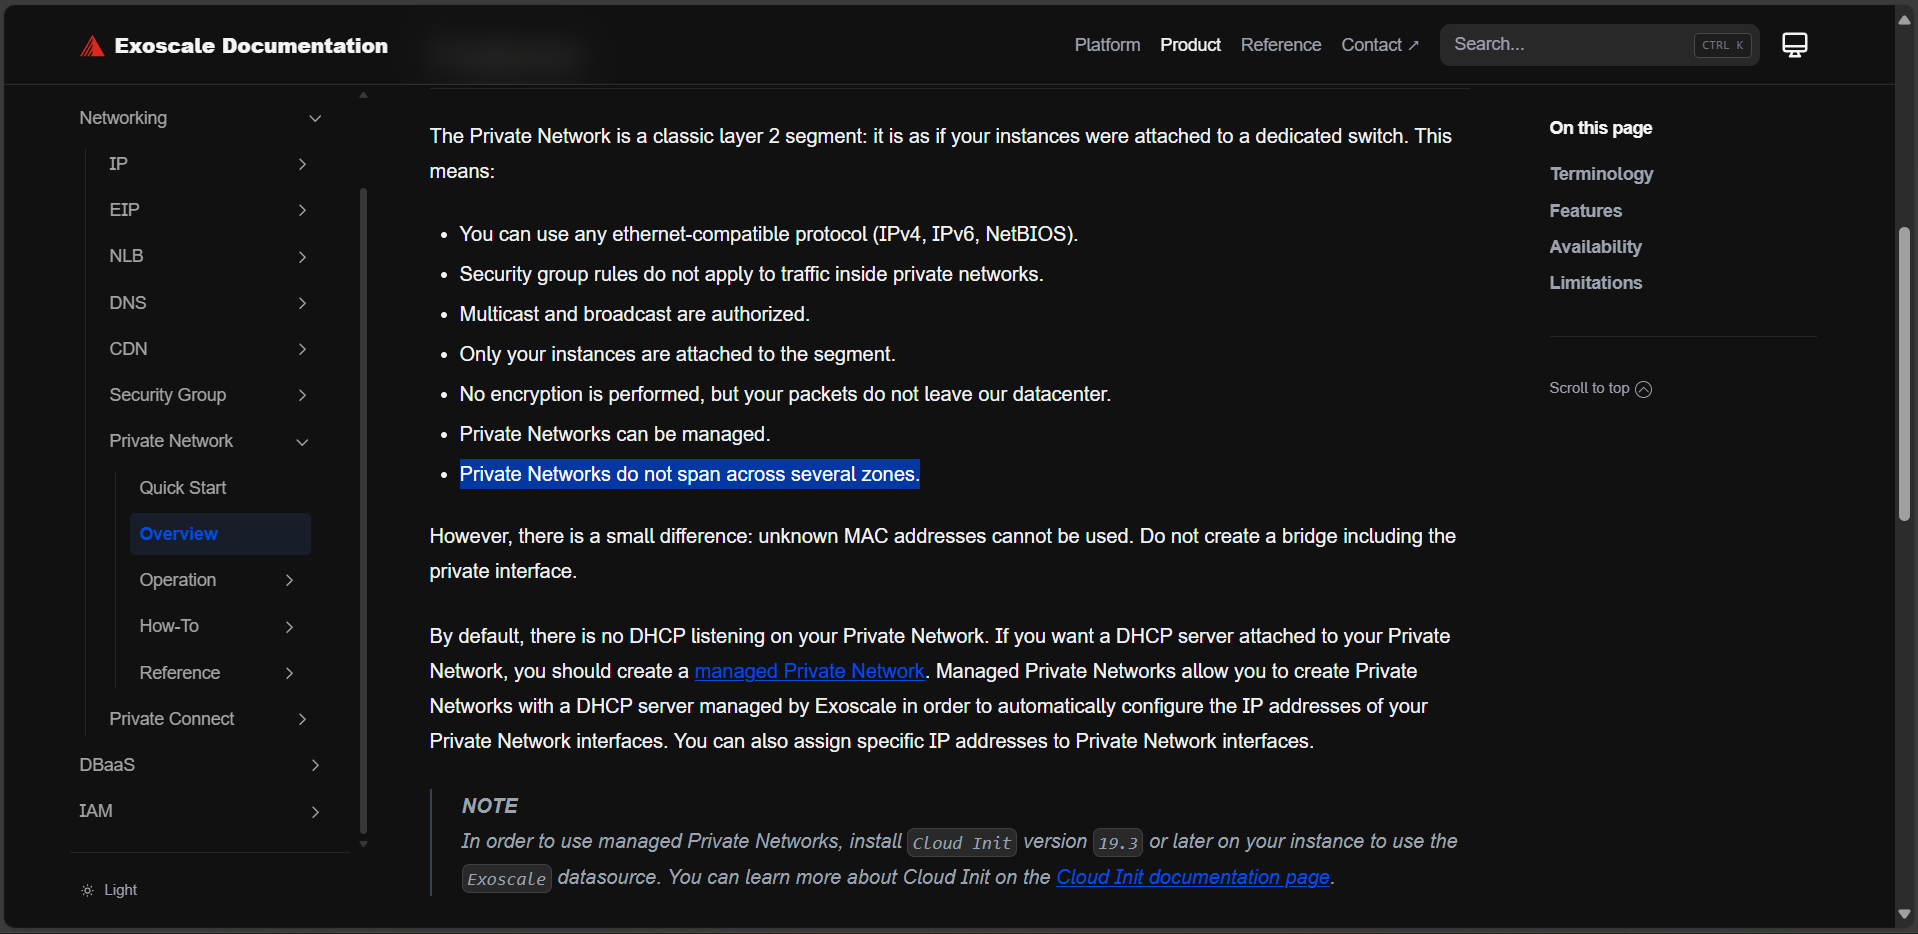 Exoscale Documentation
Platform Product Reference Contact ↗ Search... CTRL K
Networking
IP
EIP
NLB
DNS
CDN
Security Group
Private Network
Quick Start
Overview
Operation
How-To
Reference
Private Connect
DBaaS
IAM
Light
The Private Network is a classic layer 2 segment: it is as if your instances were attached to a dedicated switch. This
means:
• You can use any ethernet-compatible protocol (IPv4, IPv6, NetBIOS).
• Security group rules do not apply to traffic inside private networks.
• Multicast and broadcast are authorized.
• Only your instances are attached to the segment.
• No encryption is performed, but your packets do not leave our datacenter.
• Private Networks can be managed.
• Private Networks do not span across several zones.
However, there is a small difference: unknown MAC addresses cannot be used. Do not create a bridge including the
private interface.
By default, there is no DHCP listening on your Private Network. If you want a DHCP server attached to your Private
Network, you should create a managed Private Network. Managed Private Networks allow you to create Private
Networks with a DHCP server managed by Exoscale in order to automatically configure the IP addresses of your
Private Network interfaces. You can also assign specific IP addresses to Private Network interfaces.
NOTE
In order to use managed Private Networks, install Cloud Init version 19.3 or later on your instance to use the
Exoscale datasource. You can learn more about Cloud Init on the Cloud Init documentation page.
On this page
Terminology
Features
Availability
Limitations
Scroll to top